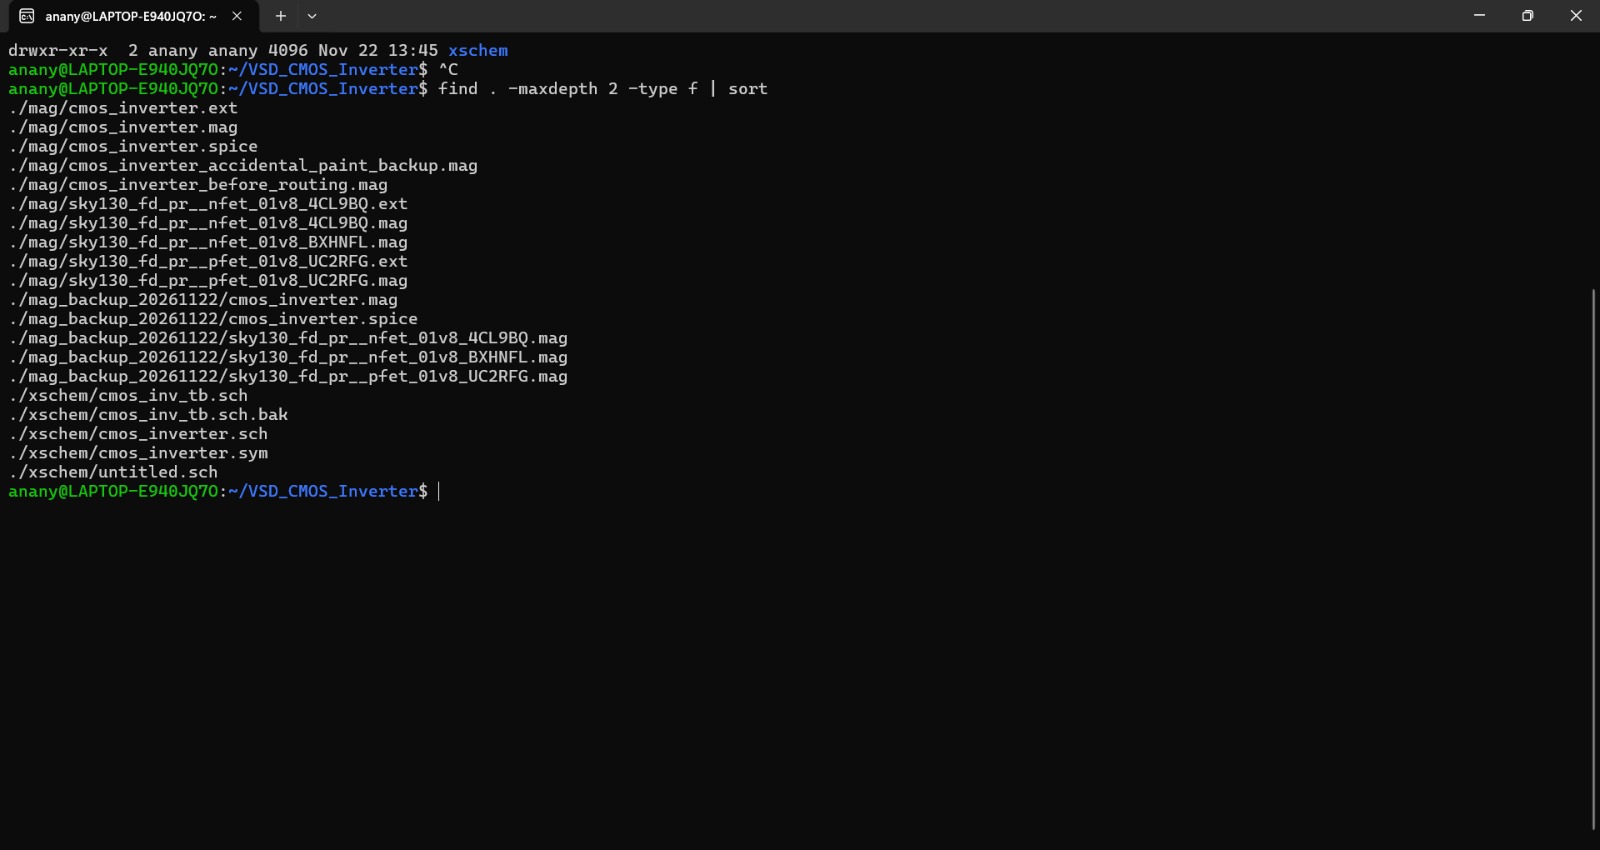 anany@LAPTOP-E940JQ7O: ~
drwxr-xr-x  2 anany anany 4096 Nov 22 13:45 xschem
anany@LAPTOP-E940JQ7O:~/VSD_CMOS_Inverter$ ^C
anany@LAPTOP-E940JQ7O:~/VSD_CMOS_Inverter$ find . -maxdepth 2 -type f | sort
./mag/cmos_inverter.ext
./mag/cmos_inverter.mag
./mag/cmos_inverter.spice
./mag/cmos_inverter_accidental_paint_backup.mag
./mag/cmos_inverter_before_routing.mag
./mag/sky130_fd_pr__nfet_01v8_4CL9BQ.ext
./mag/sky130_fd_pr__nfet_01v8_4CL9BQ.mag
./mag/sky130_fd_pr__nfet_01v8_BXHNFL.mag
./mag/sky130_fd_pr__pfet_01v8_UC2RFG.ext
./mag/sky130_fd_pr__pfet_01v8_UC2RFG.mag
./mag_backup_20261122/cmos_inverter.mag
./mag_backup_20261122/cmos_inverter.spice
./mag_backup_20261122/sky130_fd_pr__nfet_01v8_4CL9BQ.mag
./mag_backup_20261122/sky130_fd_pr__nfet_01v8_BXHNFL.mag
./mag_backup_20261122/sky130_fd_pr__pfet_01v8_UC2RFG.mag
./xschem/cmos_inv_tb.sch
./xschem/cmos_inv_tb.sch.bak
./xschem/cmos_inverter.sch
./xschem/cmos_inverter.sym
./xschem/untitled.sch
anany@LAPTOP-E940JQ7O:~/VSD_CMOS_Inverter$